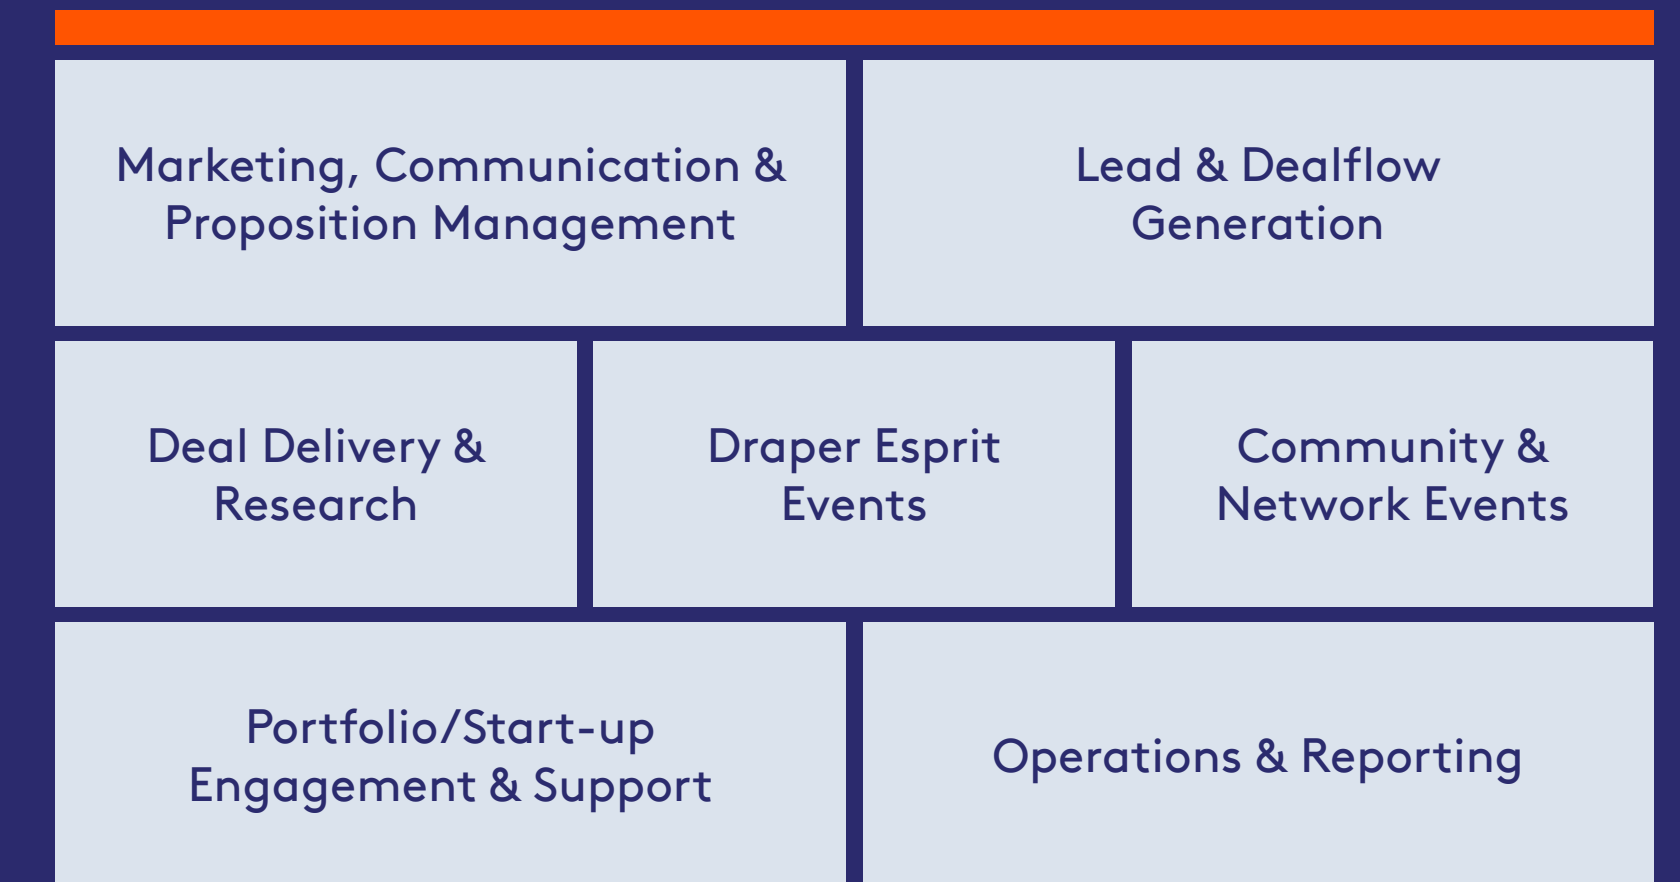 Marketing, Communication &
Proposition Management
Lead & Dealflow
Generation
Deal Delivery &
Research
Draper Esprit
Events
Community &
Network Events
Portfolio/Start-up
Engagement & Support
Operations & Reporting